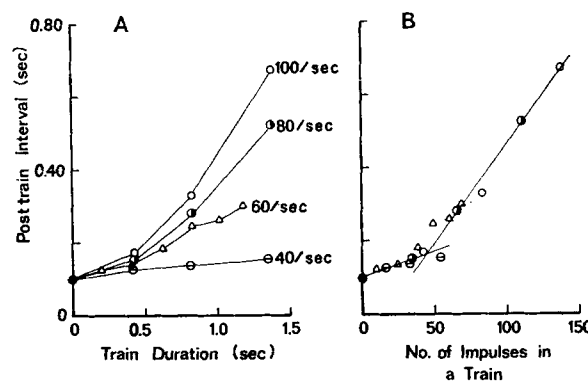 A
B
0.80
0.40
0
Post train Interval (sec)
100/sec
80/sec
60/sec
40/sec
0 0.5 1.0 1.5
Train Duration (sec)
0 50 100 150
No. of Impulses in
a Train